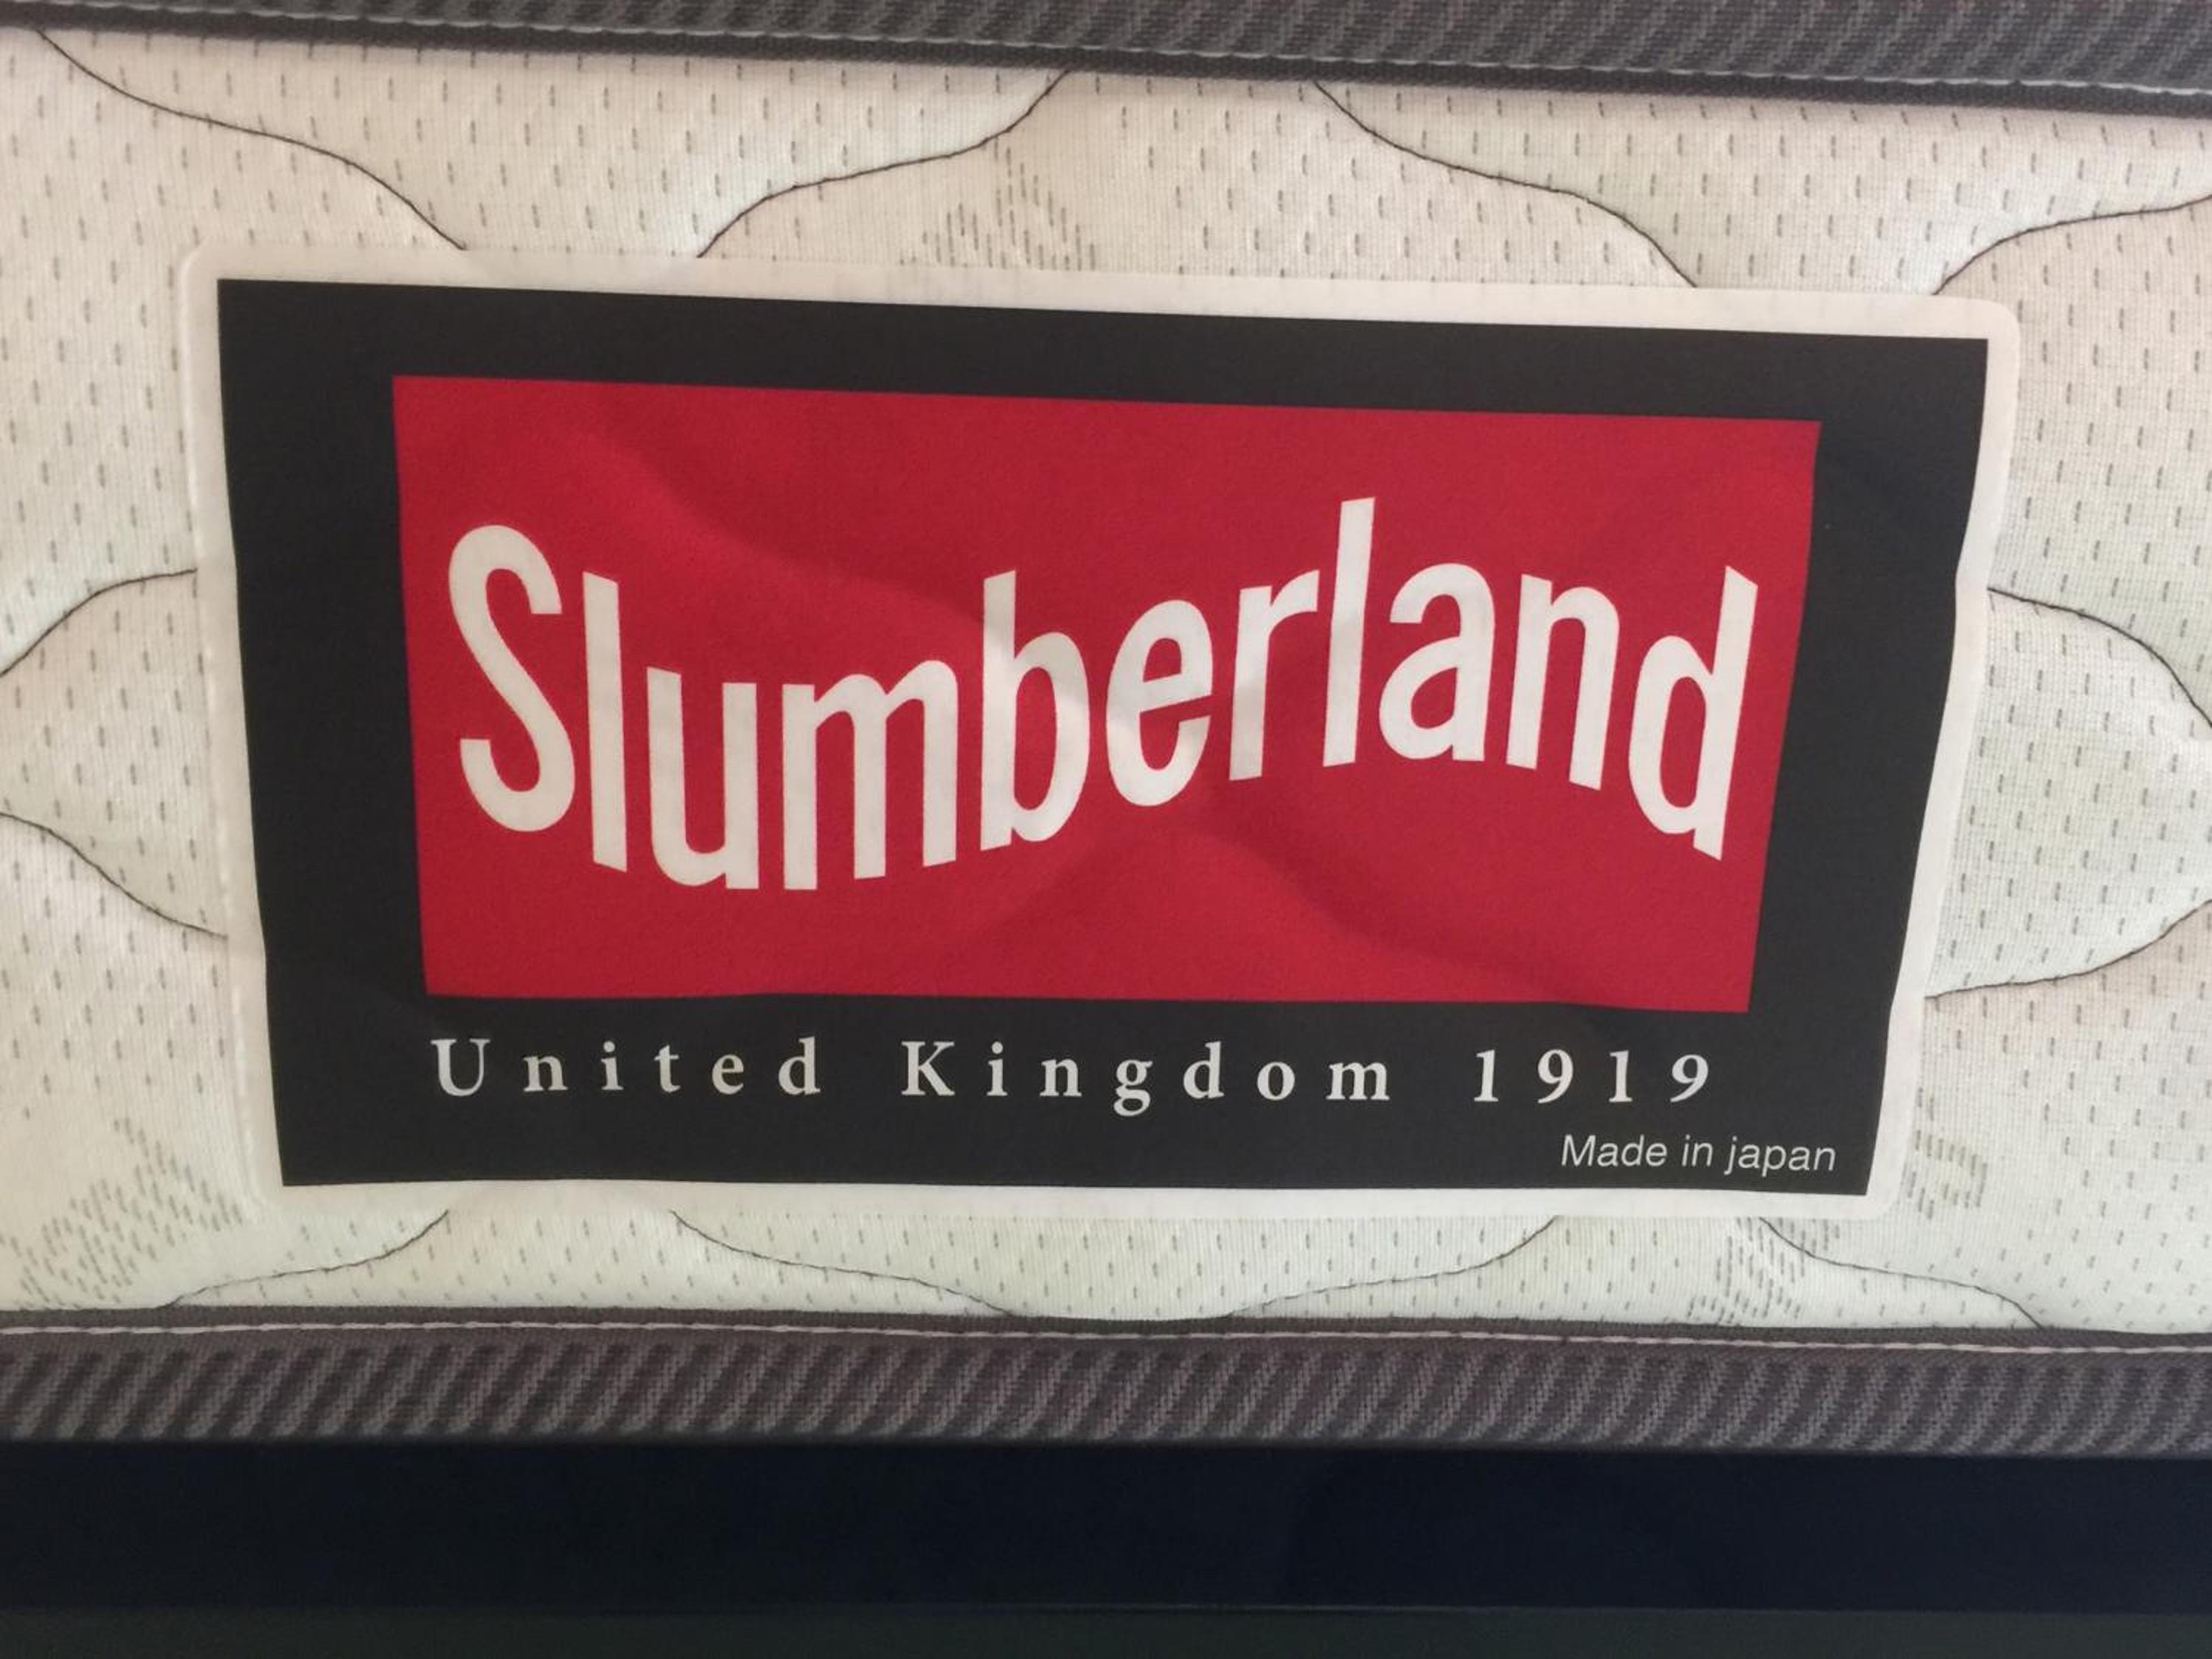 Slumberland
United Kingdom 1919
Made in japan